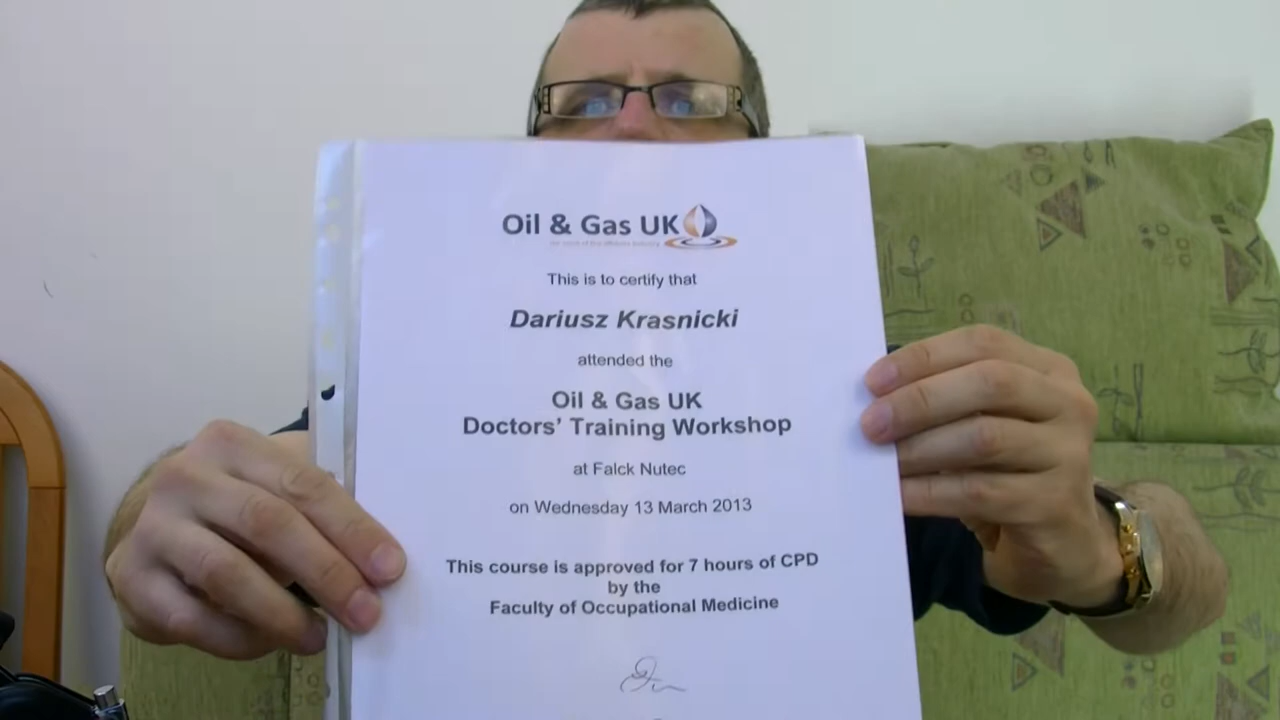 Oil & Gas UK
This is to certify that
Dariusz Krasnicki
attended the
Oil & Gas UK
Doctors' Training Workshop
at Falck Nutec
on Wednesday 13 March 2013
This course is approved for 7 hours of CPD
by the
Faculty of Occupational Medicine